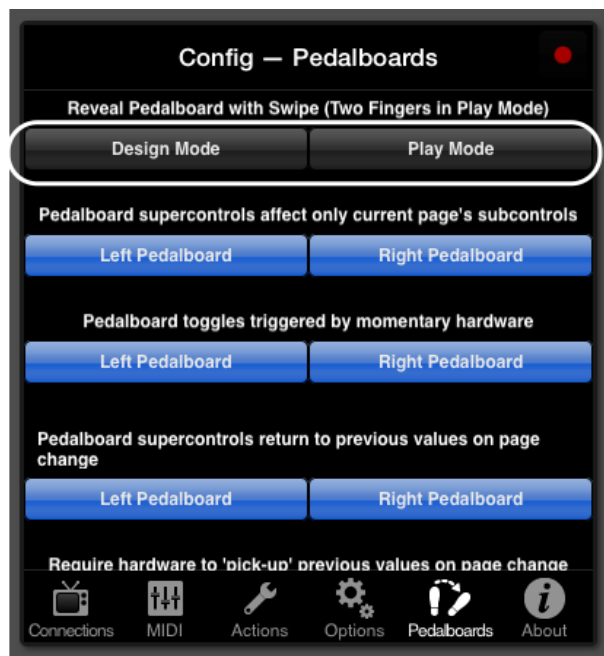 Config — Pedalboards
Reveal Pedalboard with Swipe (Two Fingers in Play Mode)
Design Mode Play Mode
Pedalboard supercontrols affect only current page's subcontrols
Left Pedalboard Right Pedalboard
Pedalboard toggles triggered by momentary hardware
Left Pedalboard Right Pedalboard
Pedalboard supercontrols return to previous values on page
change
Left Pedalboard Right Pedalboard
Require hardware to 'pick-up' previous values on page change
Connections MIDI Actions Options Pedalboards About